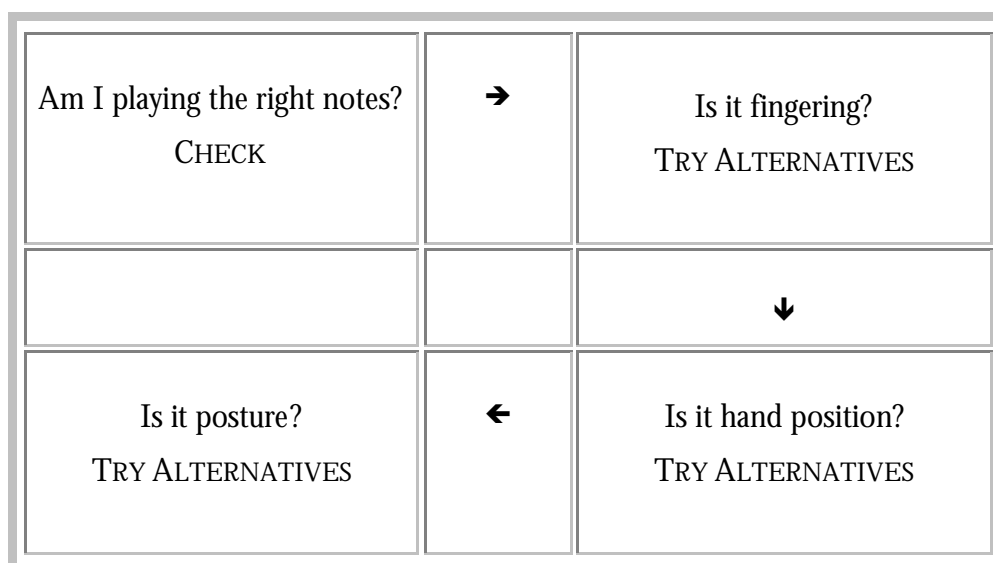 Am I playing the right notes?
CHECK
➔
Is it fingering?
TRY ALTERNATIVES
🡳
Is it posture?
TRY ALTERNATIVES
🡰
Is it hand position?
TRY ALTERNATIVES